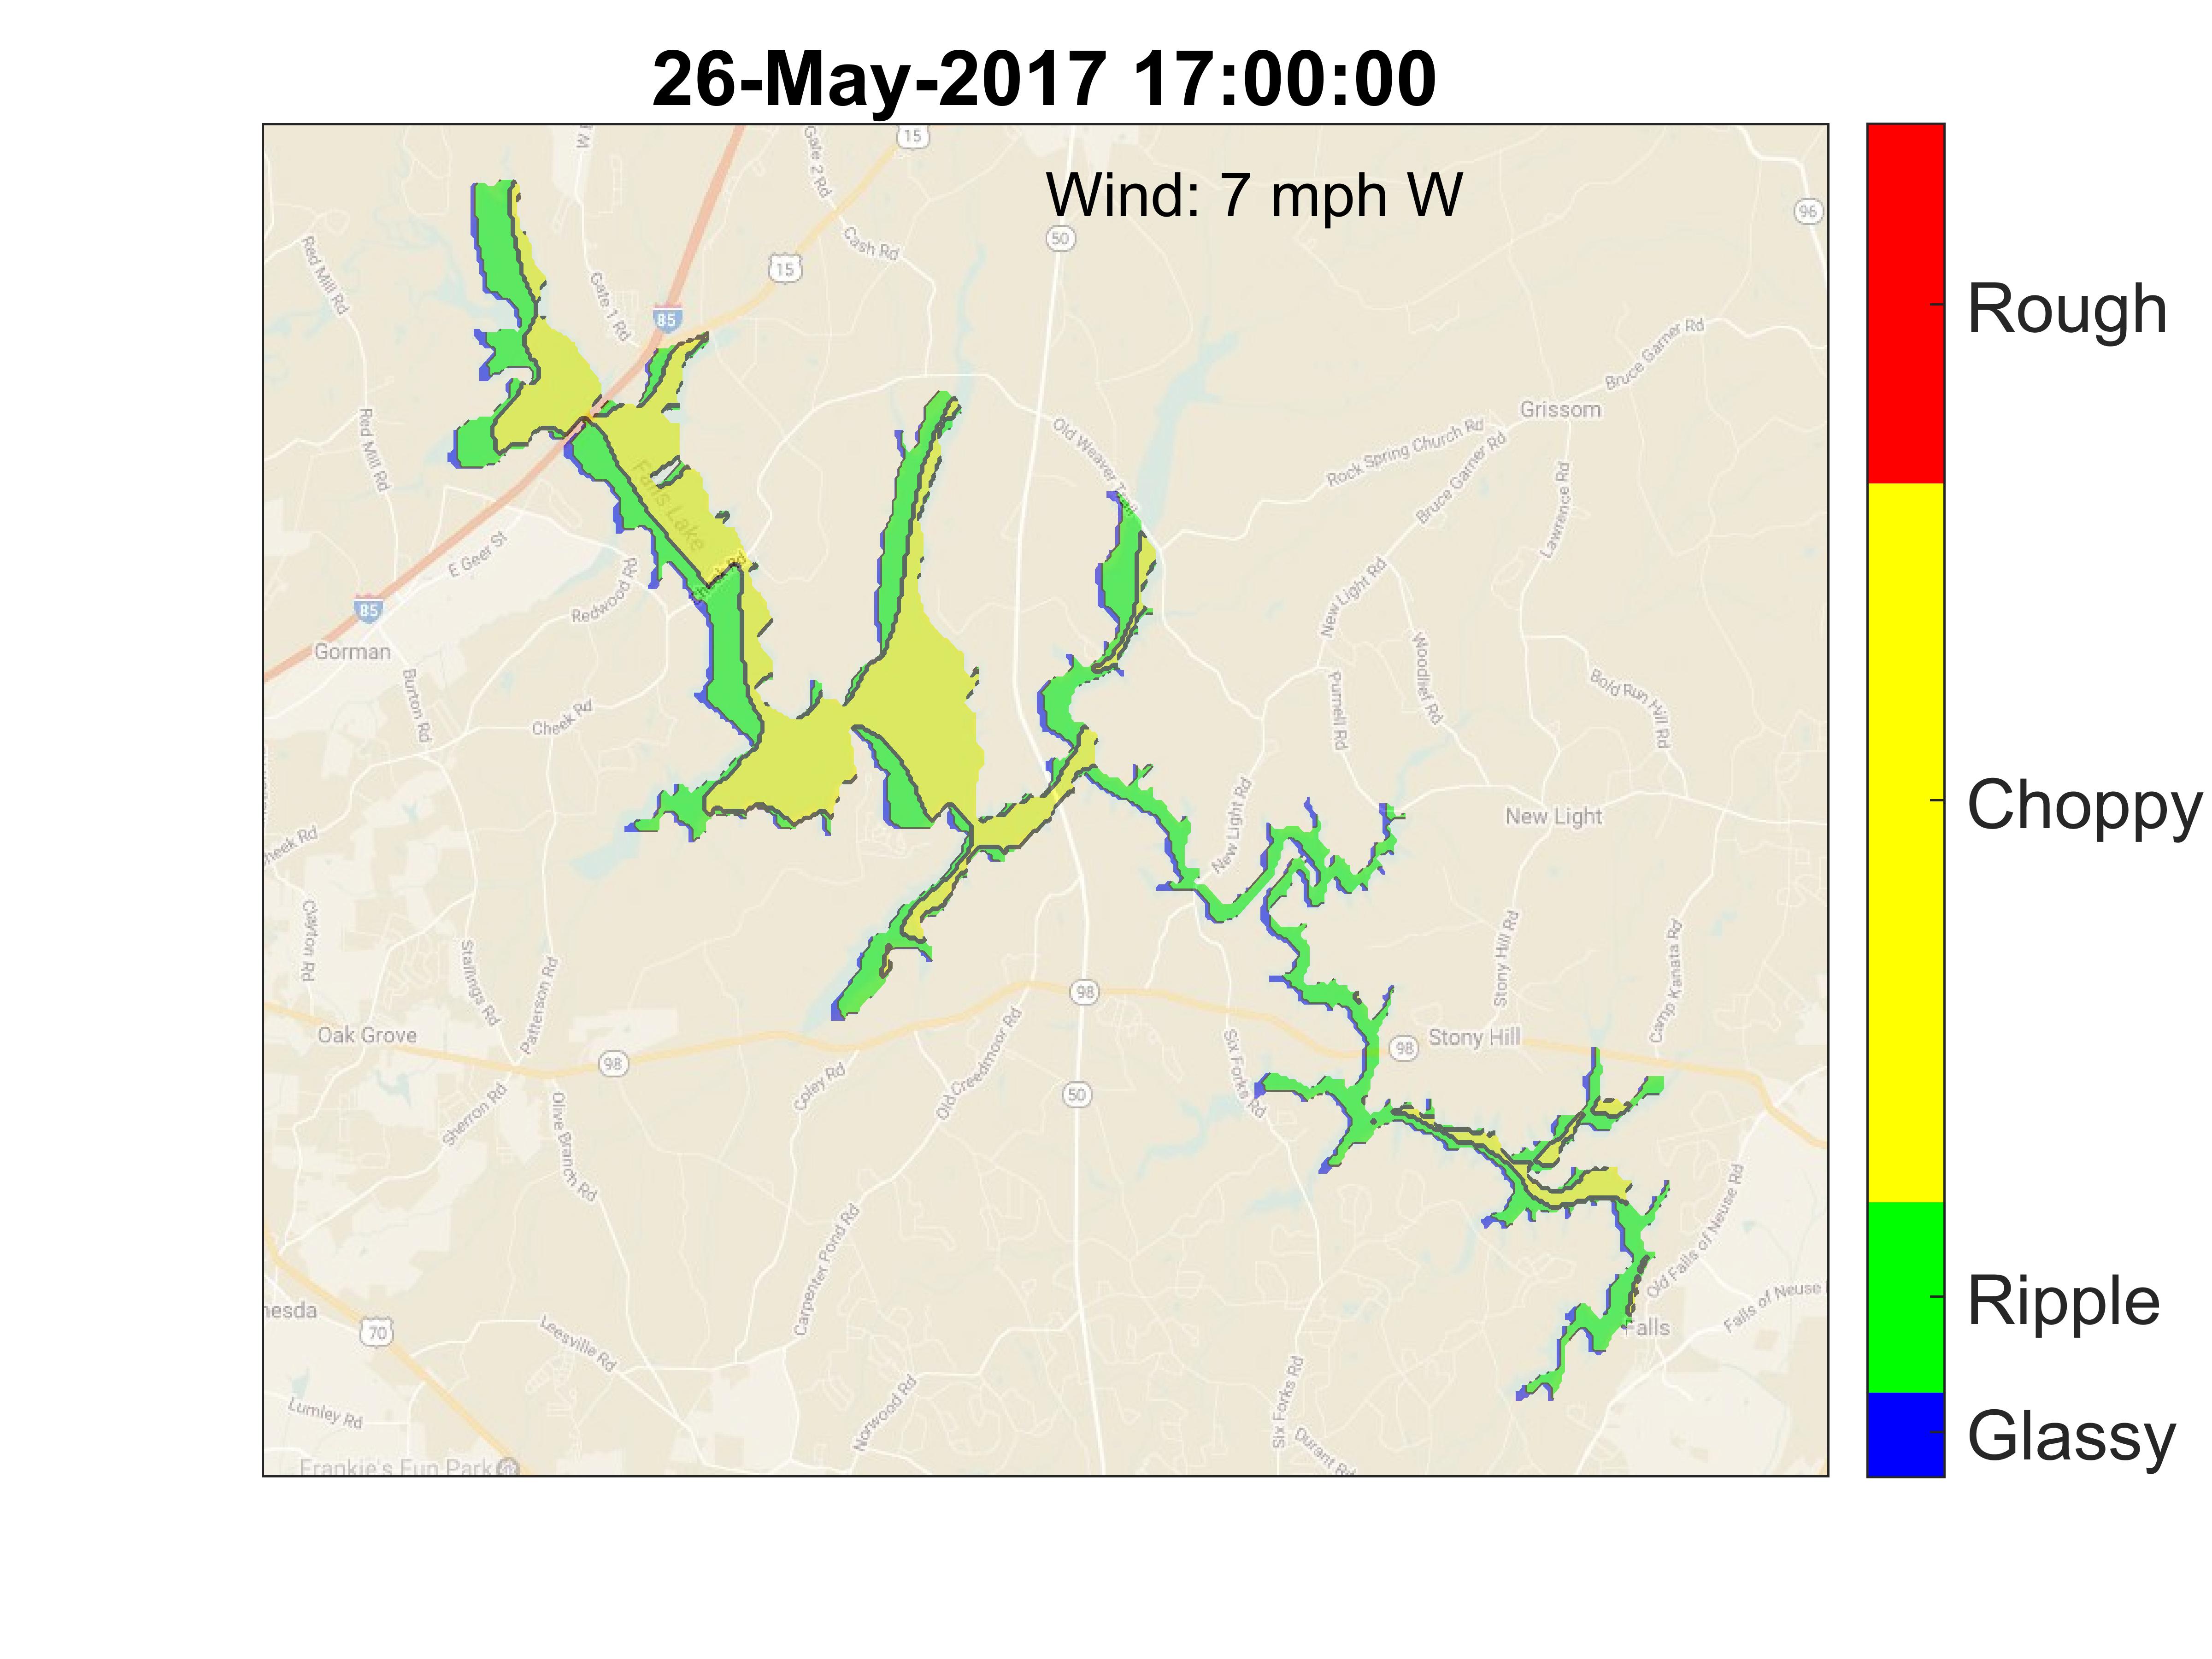 26-May-2017 17:00:00
Wind: 7 mph W
15
Gate 2 Rd
50
96
Cash Rd
Red Mill Rd
15
Gate 1 Rd
85
Bruce Garner Rd
Grissom
Red Mill Rd
Old Weaver Trail
Rock Spring Church Rd
Bruce Garner Rd
Falls Lake
Lawrence Rd
E Geer St
Redwood Rd
New Light Rd
85
Gorman
Woodlief Rd
Burton Rd
Purnell Rd
Bold Run Hill Rd
Cheek Rd
New Light Rd
New Light
Cheek Rd
Clayton Rd
Stallings Rd
Patterson Rd
Stony Hill Rd
Camp Kanata Rd
98
Oak Grove
98
Stony Hill
98
Six Forks Rd
Coley Rd
Old Creedmoor Rd
50
Sherron Rd
Olive Branch Rd
Carpenter Pond Rd
Old Falls of Neuse Rd
Falls of Neuse
nesda
70
Falls
Leesville Rd
Norwood Rd
Six Forks Rd
Lumley Rd
Durant Rd
Frankie's Fun Park
Rough
Choppy
Ripple
Glassy